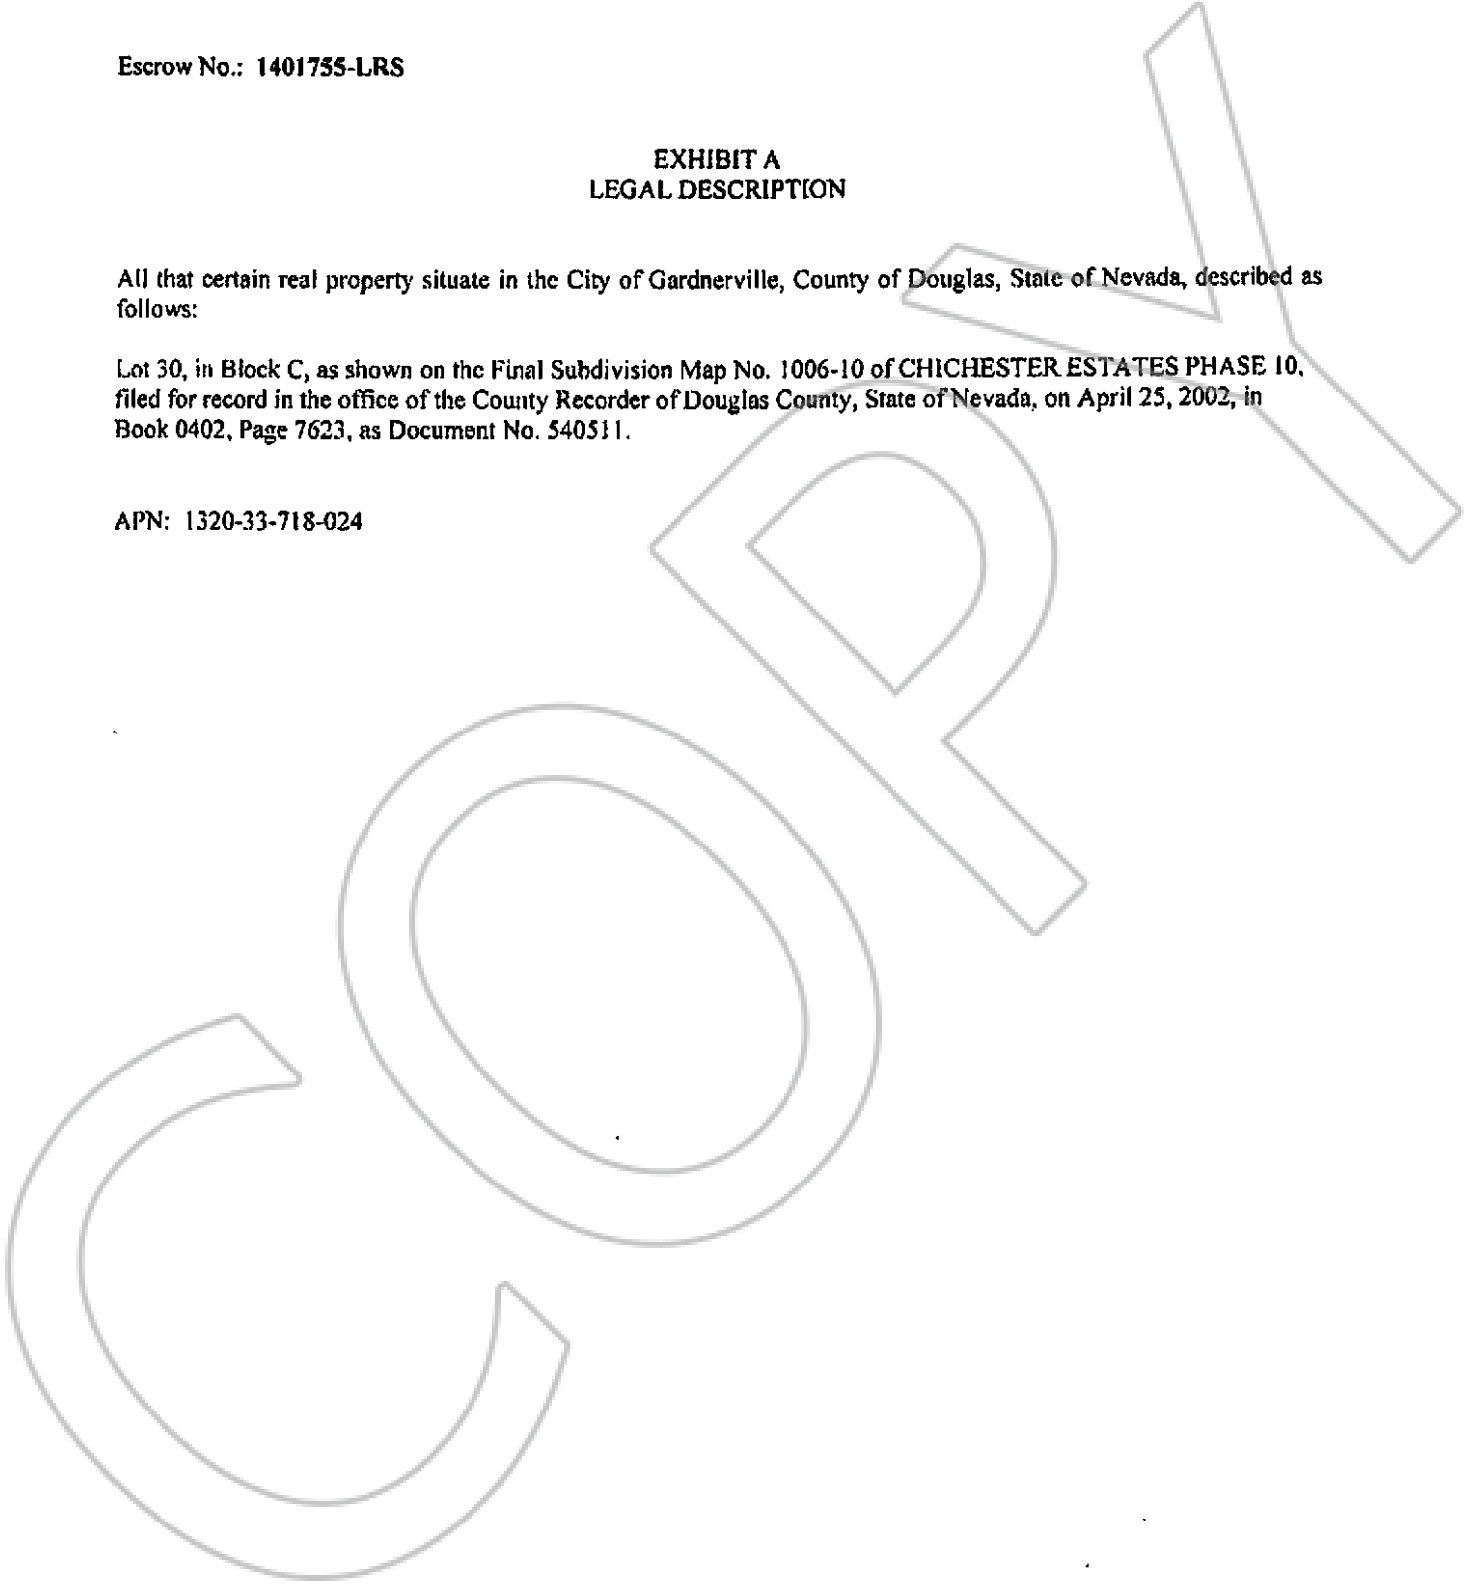 Escrow No.: 1401755-LRS
EXHIBIT A
LEGAL DESCRIPTION
All that certain real property situate in the City of Gardnerville, County of Douglas, State of Nevada, described as
follows:
Lot 30, in Block C, as shown on the Final Subdivision Map No. 1006-10 of CHICHESTER ESTATES PHASE 10,
filed for record in the office of the County Recorder of Douglas County, State of Nevada, on April 25, 2002, in
Book 0402, Page 7623, as Document No. 540511.
APN: 1320-33-718-024
COPY